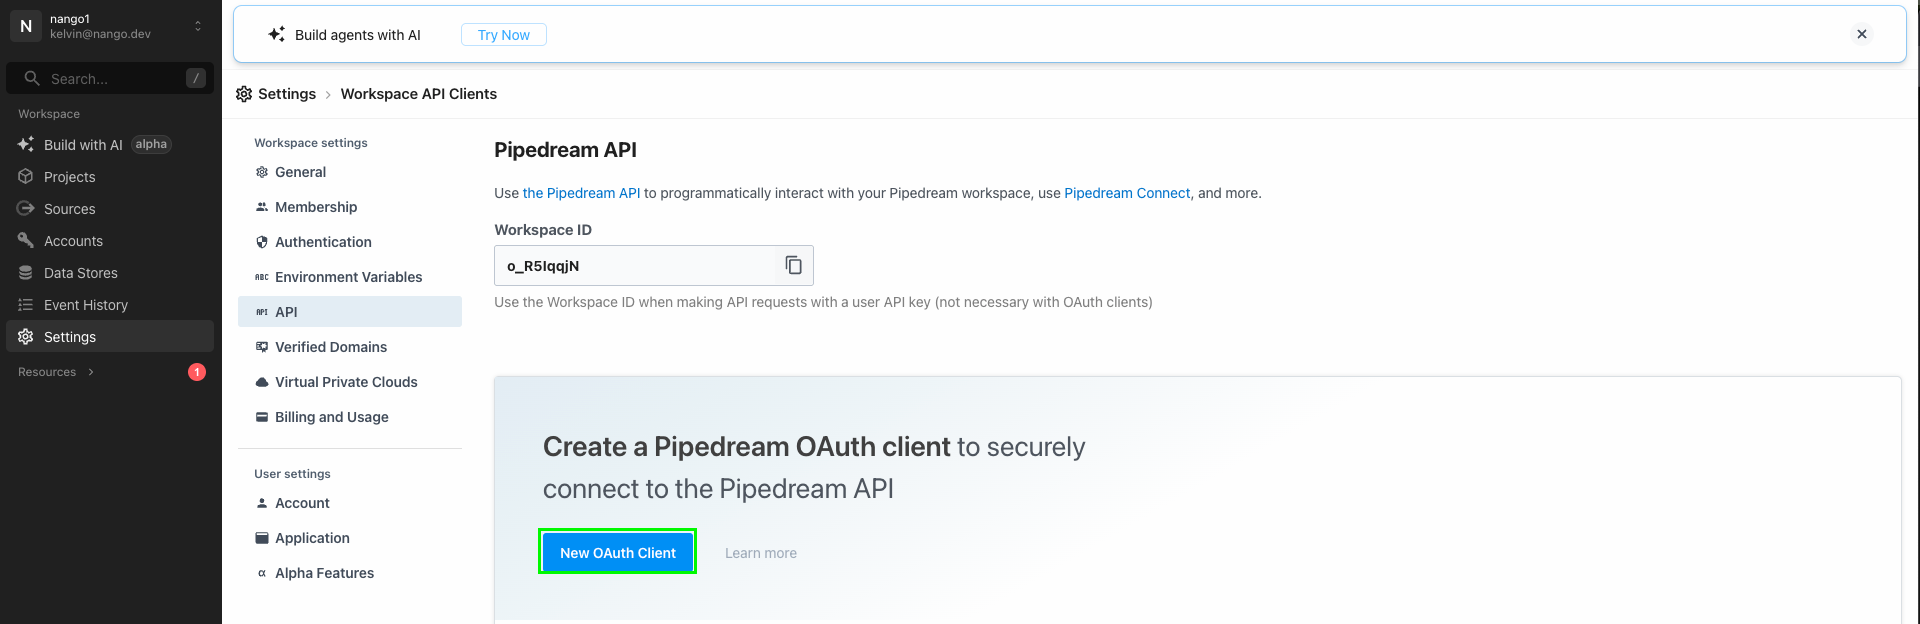 N
nango1
kelvin@nango.dev
Search...
/
Workspace
Build with AI alpha
Projects
Sources
Accounts
Data Stores
Event History
Settings
Resources
1
Build agents with AI
Try Now
Settings › Workspace API Clients
Workspace settings
General
Membership
Authentication
ABC Environment Variables
API API
Verified Domains
Virtual Private Clouds
Billing and Usage
User settings
Account
Application
α Alpha Features
Pipedream API
Use the Pipedream API to programmatically interact with your Pipedream workspace, use Pipedream Connect, and more.
Workspace ID
o_R5IqqjN
Use the Workspace ID when making API requests with a user API key (not necessary with OAuth clients)
Create a Pipedream OAuth client to securely
connect to the Pipedream API
New OAuth Client
Learn more